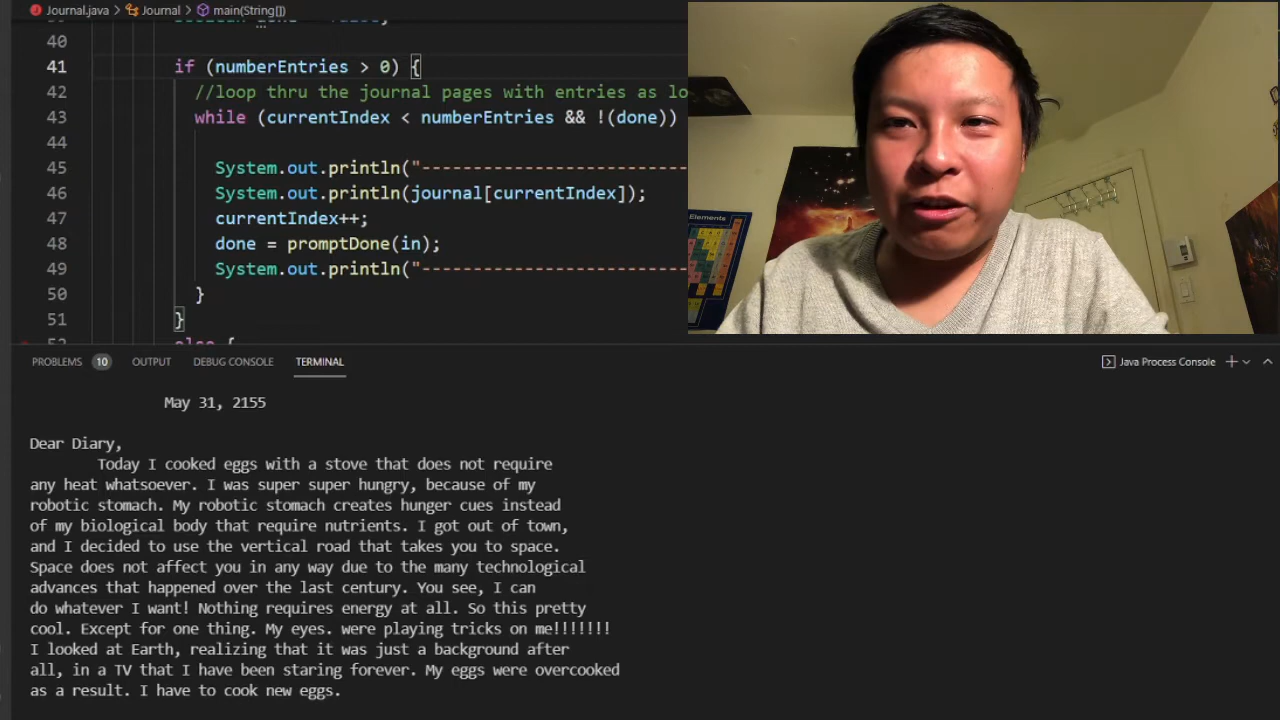 Journal.java > Journal > main(String[])
40
41 if (numberEntries > 0) {
42 //loop thru the journal pages with entries as lo
43 while (currentIndex < numberEntries && !(done))
44
45 System.out.println("--------------------------------
46 System.out.println(journal[currentIndex]);
47 currentIndex++;
48 done = promptDone(in);
49 System.out.println("--------------------------------
50 }
51 }
else {
Elements
PROBLEMS 10 OUTPUT DEBUG CONSOLE TERMINAL
Java Process Console
May 31, 2155
Dear Diary,
Today I cooked eggs with a stove that does not require
any heat whatsoever. I was super super hungry, because of my
robotic stomach. My robotic stomach creates hunger cues instead
of my biological body that require nutrients. I got out of town,
and I decided to use the vertical road that takes you to space.
Space does not affect you in any way due to the many technological
advances that happened over the last century. You see, I can
do whatever I want! Nothing requires energy at all. So this pretty
cool. Except for one thing. My eyes. were playing tricks on me!!!!!!!
I looked at Earth, realizing that it was just a background after
all, in a TV that I have been staring forever. My eggs were overcooked
as a result. I have to cook new eggs.